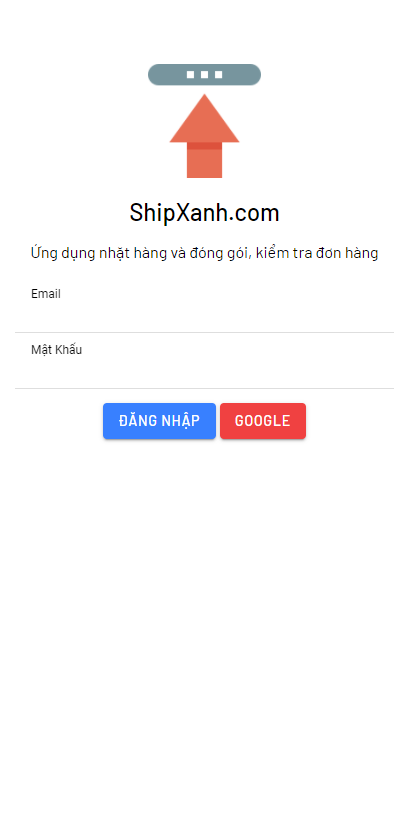 ShipXanh.com
Ứng dụng nhặt hàng và đóng gói, kiểm tra đơn hàng
Email
Mật Khẩu
ĐĂNG NHẬP GOOGLE